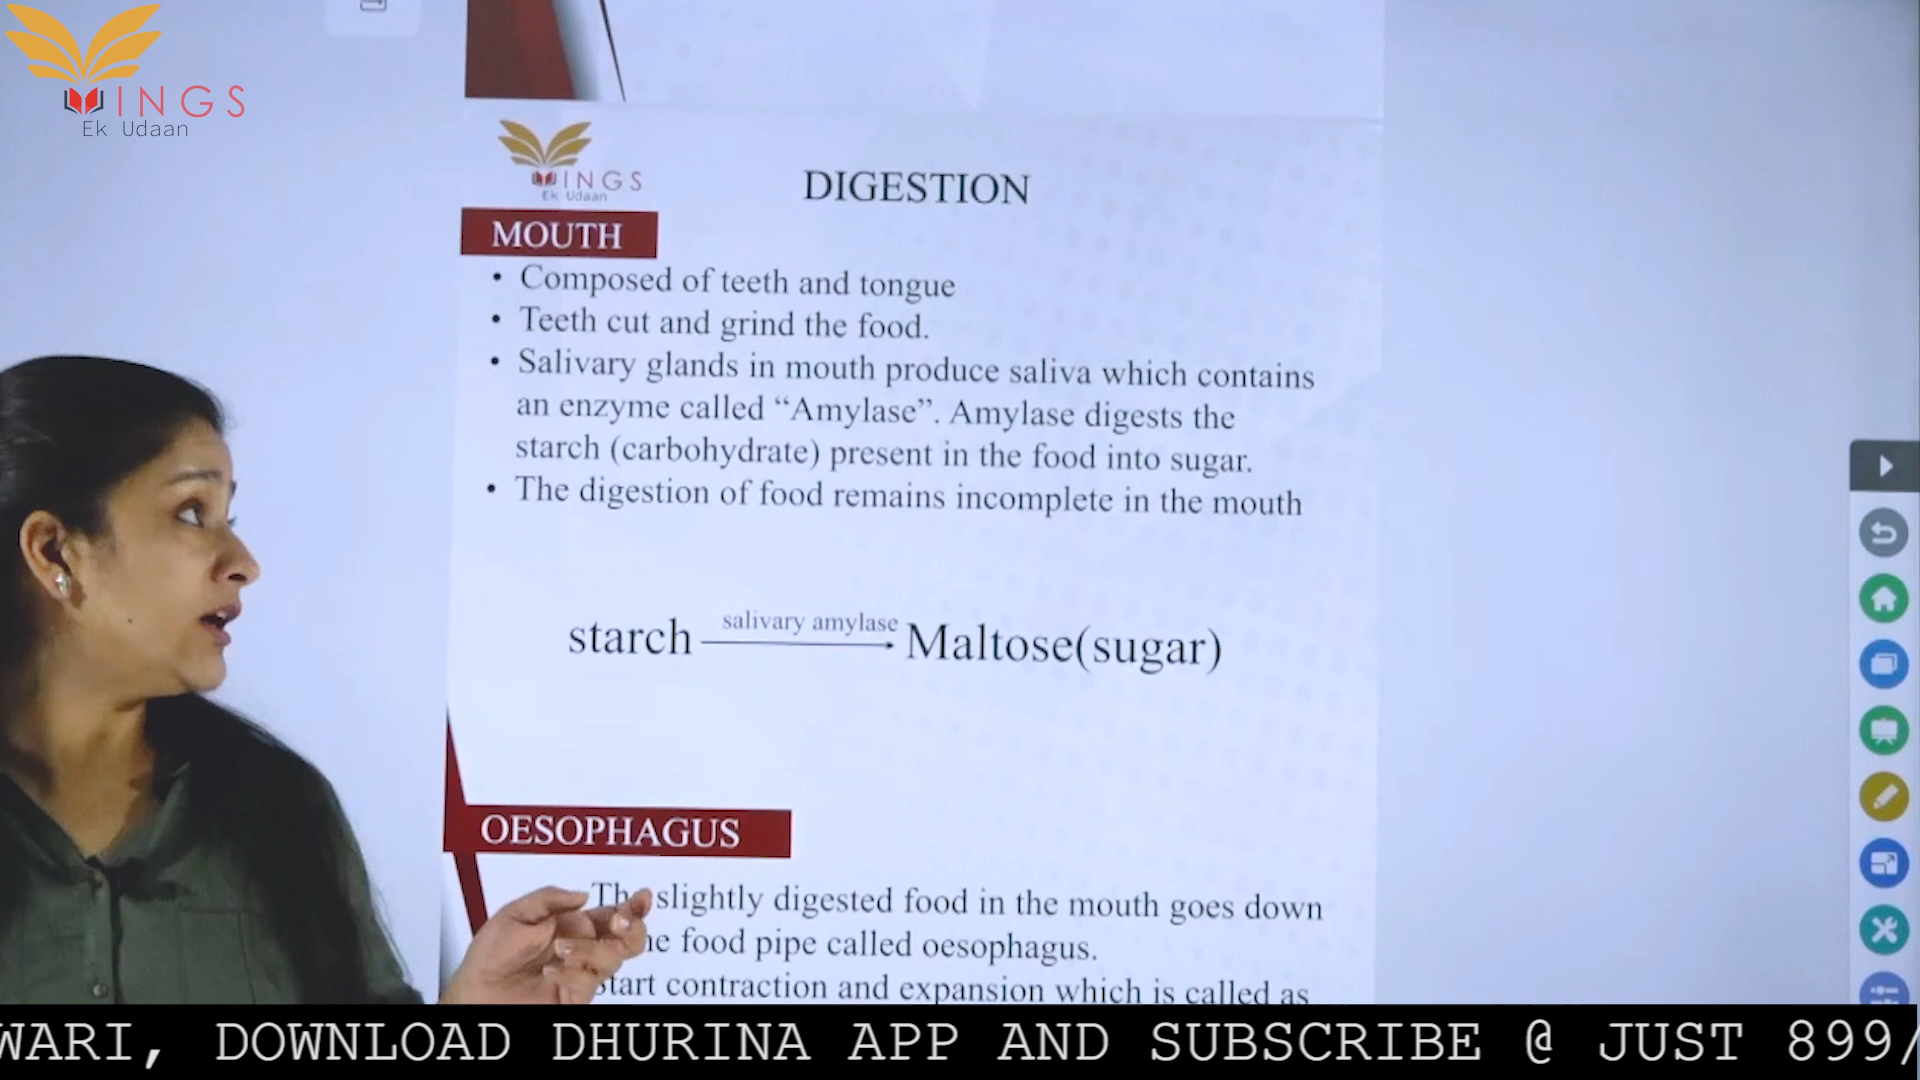 WINGS
Ek Udaan
WINGS
Ek Udaan
DIGESTION
MOUTH
• Composed of teeth and tongue
• Teeth cut and grind the food.
• Salivary glands in mouth produce saliva which contains
an enzyme called “Amylase”. Amylase digests the
starch (carbohydrate) present in the food into sugar.
• The digestion of food remains incomplete in the mouth
salivary amylase
starch Maltose(sugar)
OESOPHAGUS
The slightly digested food in the mouth goes down
food pipe called oesophagus.
start contraction and expansion which is called as
WARI, DOWNLOAD DHURINA APP AND SUBSCRIBE @ JUST 899/